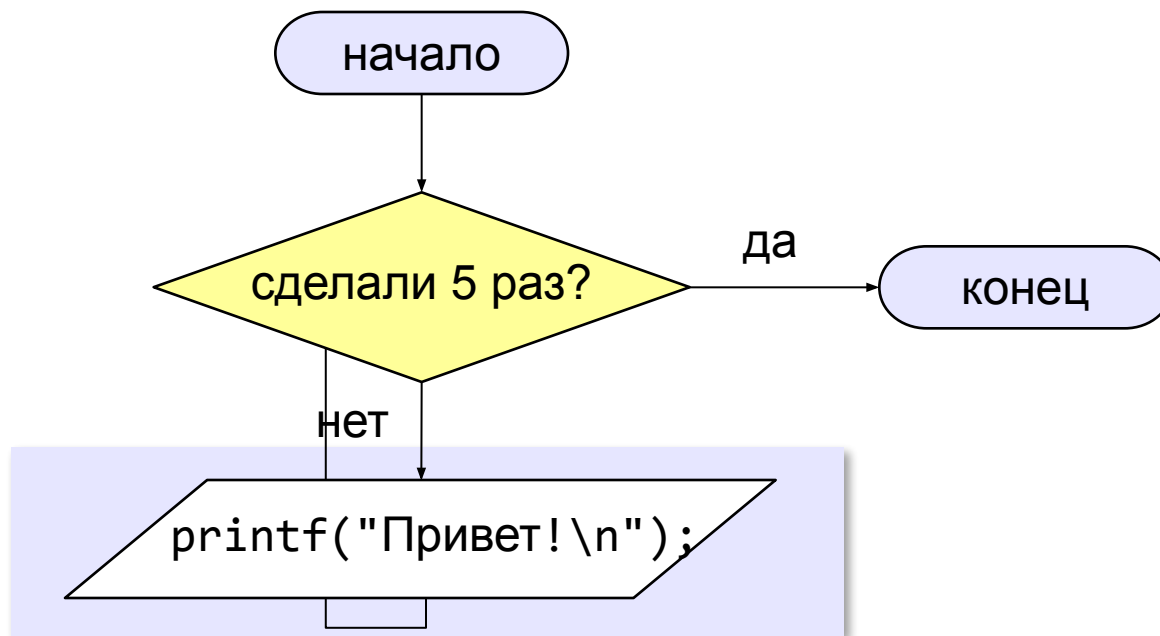 начало
сделали 5 раз?
да
конец
нет
printf("Привет!\n");